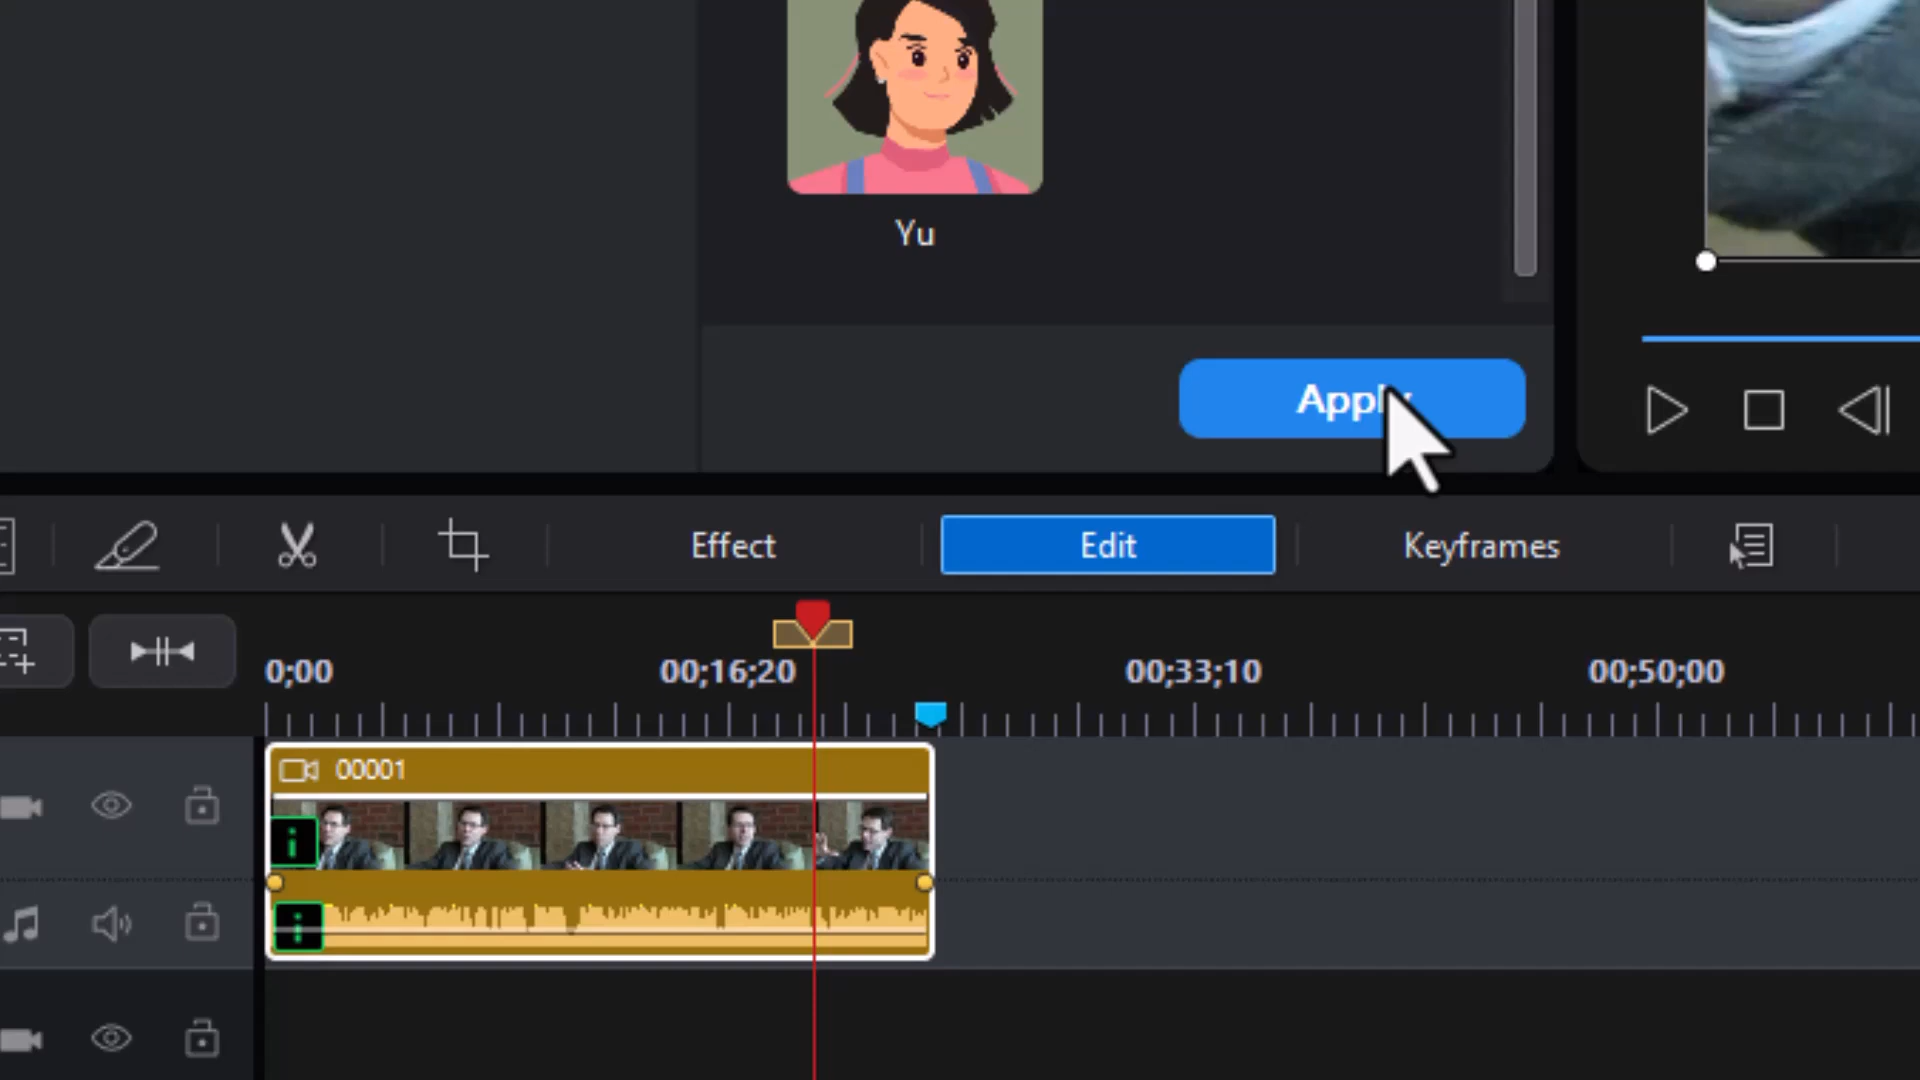 Yu
Apply
Effect
Edit
Keyframes
0;00
00;16;20
00;33;10
00;50;00
00001
i
i